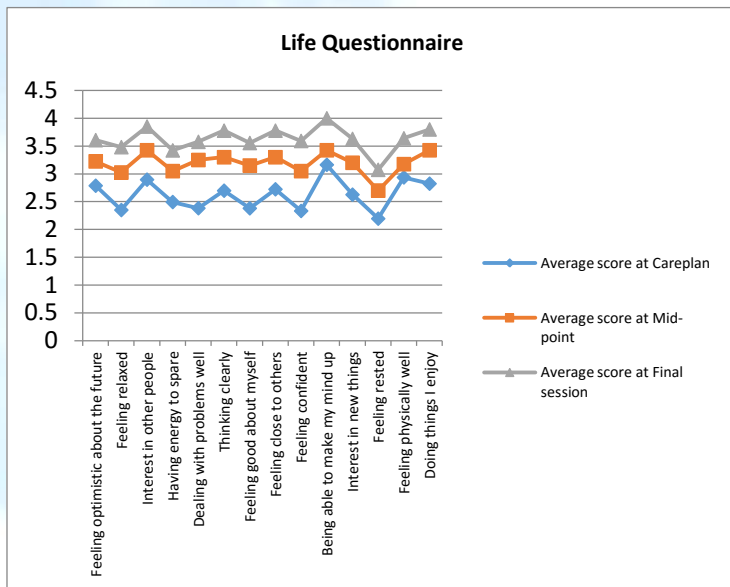 Life Questionnaire
4.5
4
3.5
3
2.5
2
1.5
1
0.5
0
Feeling optimistic about the future
Feeling relaxed
Interest in other people
Having energy to spare
Dealing with problems well
Thinking clearly
Feeling good about myself
Feeling close to others
Feeling confident
Being able to make my mind up
Interest in new things
Feeling rested
Feeling physically well
Doing things I enjoy
Average score at Careplan
Average score at Mid-
point
Average score at Final
session